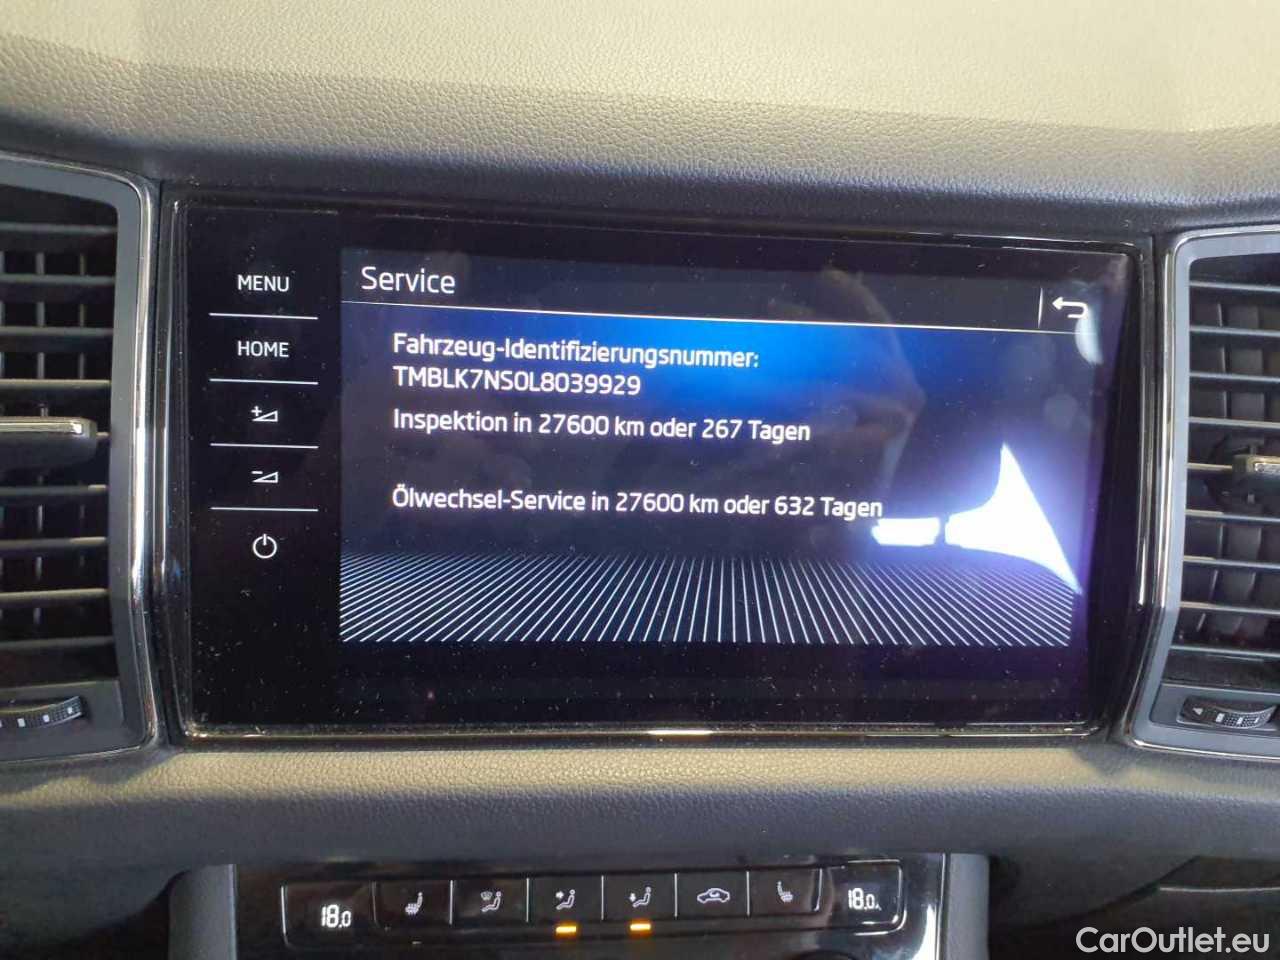 MENU
HOME
Service
Fahrzeug-Identifizierungsnummer:
TMBLK7NS0L8039929
Inspektion in 27600 km oder 267 Tagen
Ölwechsel-Service in 27600 km oder 632 Tagen
18.0
18.0
CarOutlet.eu